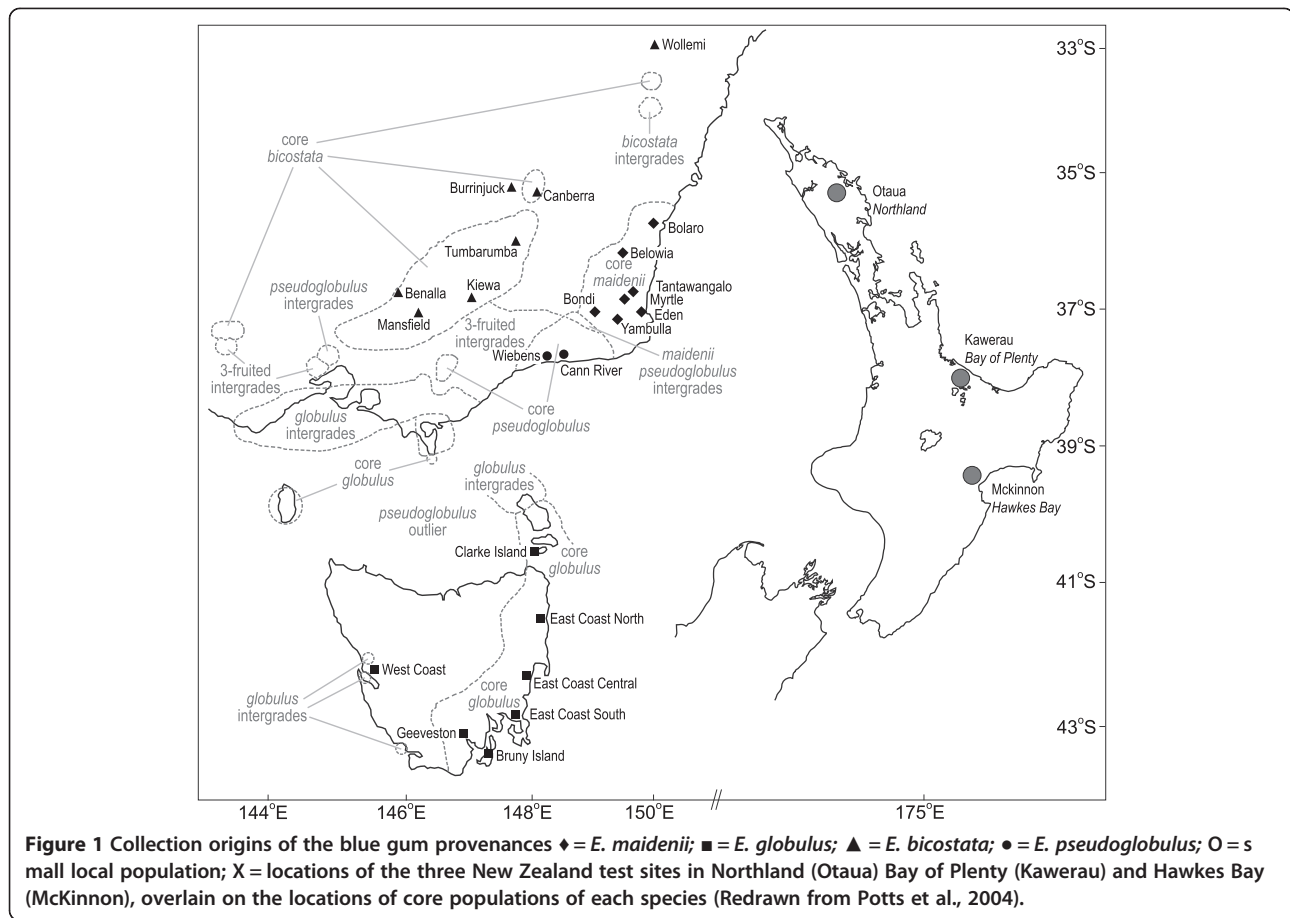 Wollemi
33°S
core
bicostata
bicostata
intergrades
Burrinjuck
Canberra
35°S
Otaua
Northland
Bolaro
Tumbarumba
Belowia
core
maidenii
pseudoglobulus
intergrades
Benalla
Kiewa
Tantawangalo
Bondi
Myrtle
Eden
37°S
Mansfield
3-fruited
intergrades
Yambulla
Kawerau
Bay of Plenty
Wiebens
Cann River
maidenii
pseudoglobulus
intergrades
3-fruited
intergrades
core
pseudoglobulus
globulus
intergrades
39°S
core
globulus
globulus
intergrades
Mckinnon
Hawkes Bay
pseudoglobulus
outlier
Clarke Island
core
globulus
41°S
East Coast North
West Coast
East Coast Central
globulus
intergrades
core
globulus
East Coast South
Geeveston
43°S
Bruny Island
144°E 146°E 148°E 150°E // 175°E
Figure 1 Collection origins of the blue gum provenances ♦ = E. maidenii; ■ = E. globulus; ▲ = E. bicostata; ● = E. pseudoglobulus; O = s
mall local population; X = locations of the three New Zealand test sites in Northland (Otaua) Bay of Plenty (Kawerau) and Hawkes Bay
(McKinnon), overlain on the locations of core populations of each species (Redrawn from Potts et al., 2004).